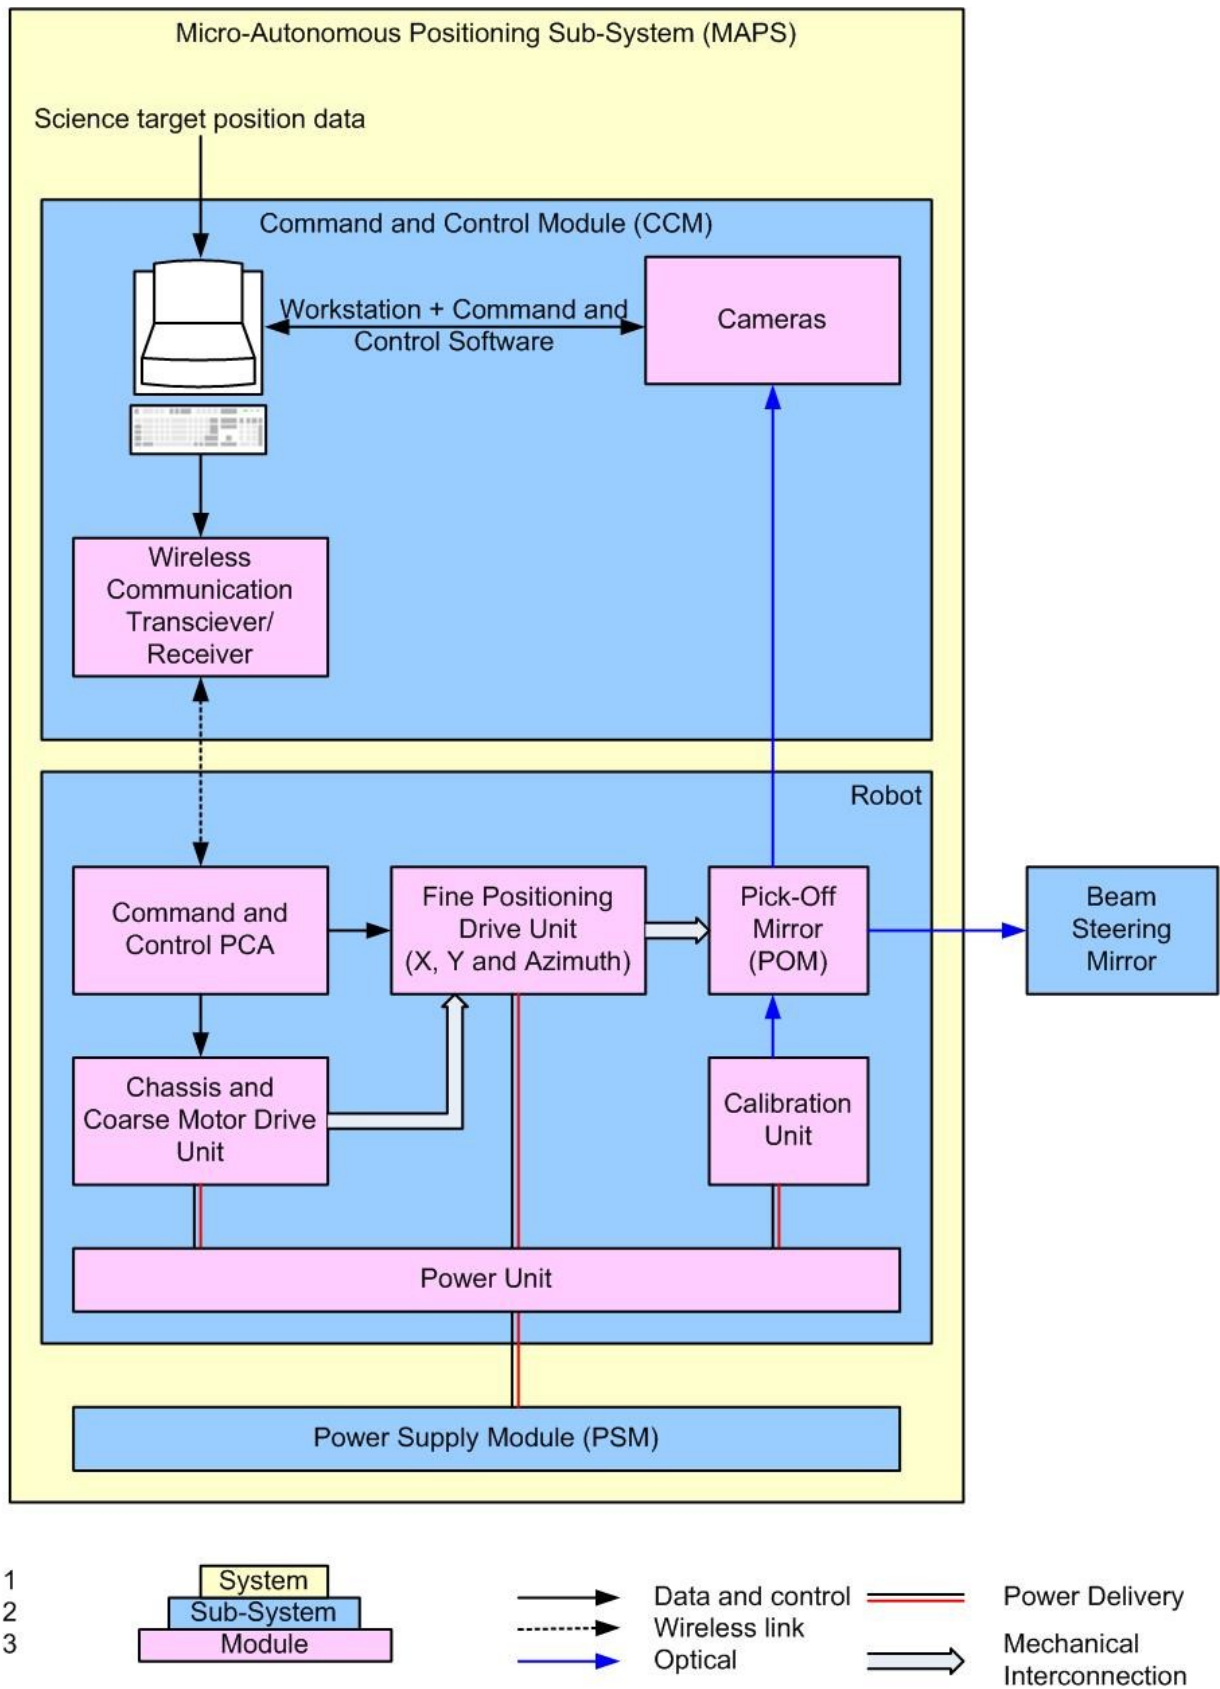 Micro-Autonomous Positioning Sub-System (MAPS)
Science target position data
Command and Control Module (CCM)
Workstation + Command and
Control Software
Cameras
Wireless
Communication
Transciever/
Receiver
Robot
Command and
Control PCA
Fine Positioning
Drive Unit
(X, Y and Azimuth)
Pick-Off
Mirror
(POM)
Beam
Steering
Mirror
Chassis and
Coarse Motor Drive
Unit
Calibration
Unit
Power Unit
Power Supply Module (PSM)
1
System
2
Sub-System
3
Module
Data and control
Wireless link
Optical
Power Delivery
Mechanical
Interconnection